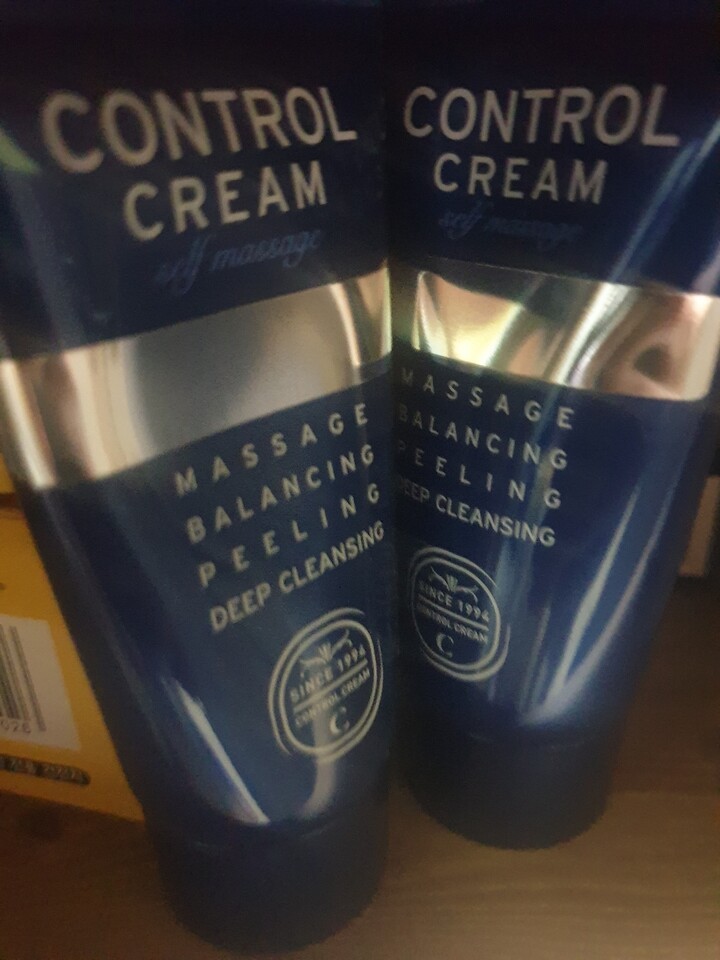 CONTROL
CREAM
self massage
MASSAGE
BALANCING
PEELING
DEEP CLEANSING
SINCE 1994
CONTROL CREAM
C
CONTROL
CREAM
self massage
MASSAGE
BALANCING
PEELING
DEEP CLEANSING
SINCE 1994
CONTROL CREAM
C